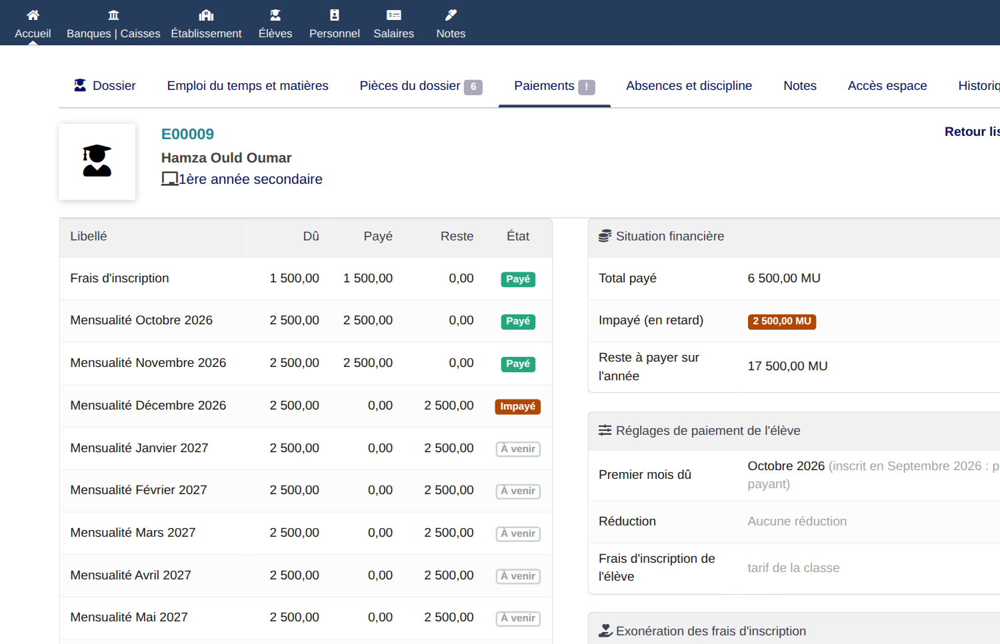 Accueil Banques | Caisses Établissement Élèves Personnel Salaires Notes
Dossier Emploi du temps et matières Pièces du dossier 6 Paiements ! Absences et discipline Notes Accès espace Historiq
E00009
Retour lis
Hamza Ould Oumar
1ère année secondaire
Libellé Dû Payé Reste État
Frais d'inscription 1 500,00 1 500,00 0,00 Payé
Mensualité Octobre 2026 2 500,00 2 500,00 0,00 Payé
Mensualité Novembre 2026 2 500,00 2 500,00 0,00 Payé
Mensualité Décembre 2026 2 500,00 0,00 2 500,00 Impayé
Mensualité Janvier 2027 2 500,00 0,00 2 500,00 À venir
Mensualité Février 2027 2 500,00 0,00 2 500,00 À venir
Mensualité Mars 2027 2 500,00 0,00 2 500,00 À venir
Mensualité Avril 2027 2 500,00 0,00 2 500,00 À venir
Mensualité Mai 2027 2 500,00 0,00 2 500,00 À venir
Situation financière
Total payé 6 500,00 MU
Impayé (en retard) 2 500,00 MU
Reste à payer sur
l'année
17 500,00 MU
Réglages de paiement de l'élève
Premier mois dû
Octobre 2026 (inscrit en Septembre 2026 : p
payant)
Réduction Aucune réduction
Frais d'inscription de
l'élève
tarif de la classe
Exonération des frais d'inscription